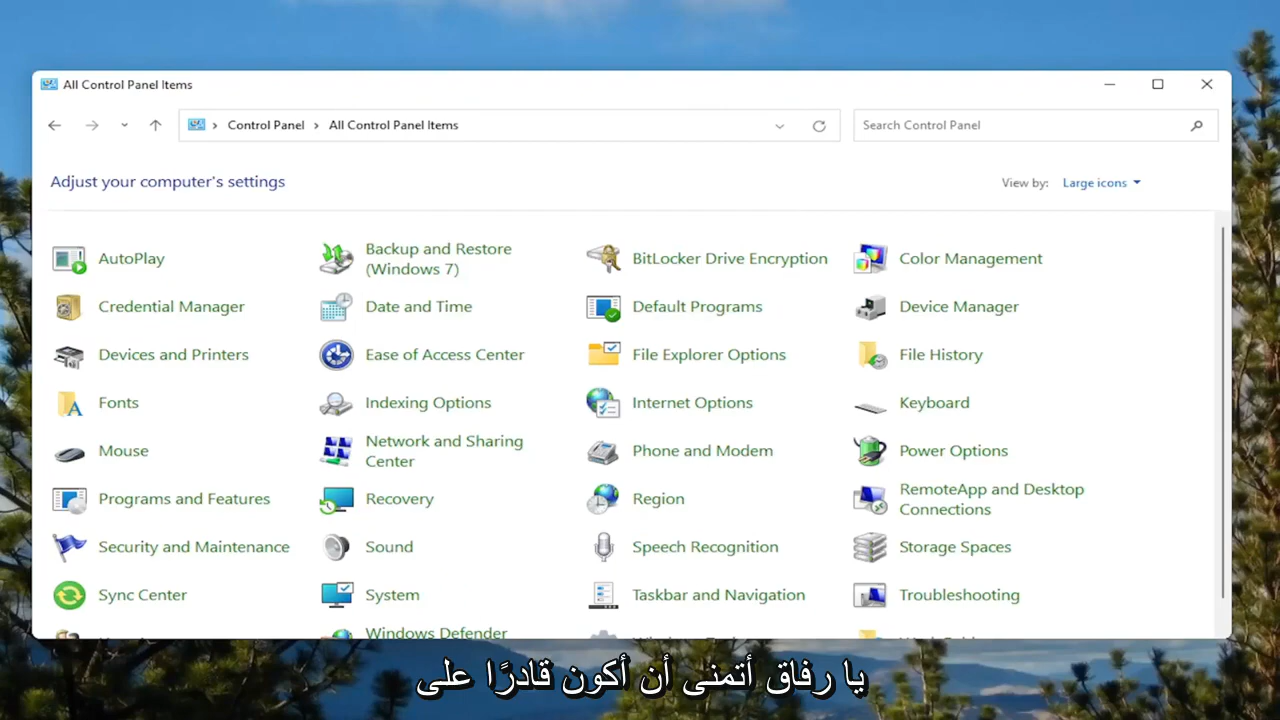 All Control Panel Items
Control Panel > All Control Panel Items
Search Control Panel
Adjust your computer's settings
View by: Large icons
AutoPlay
Backup and Restore
(Windows 7)
BitLocker Drive Encryption
Color Management
Credential Manager
Date and Time
Default Programs
Device Manager
Devices and Printers
Ease of Access Center
File Explorer Options
File History
Fonts
Indexing Options
Internet Options
Keyboard
Mouse
Network and Sharing
Center
Phone and Modem
Power Options
Programs and Features
Recovery
Region
RemoteApp and Desktop
Connections
Security and Maintenance
Sound
Speech Recognition
Storage Spaces
Sync Center
System
Taskbar and Navigation
Troubleshooting
Windows Defender
يا رفاق أتمنى أن أكون قادرًا على